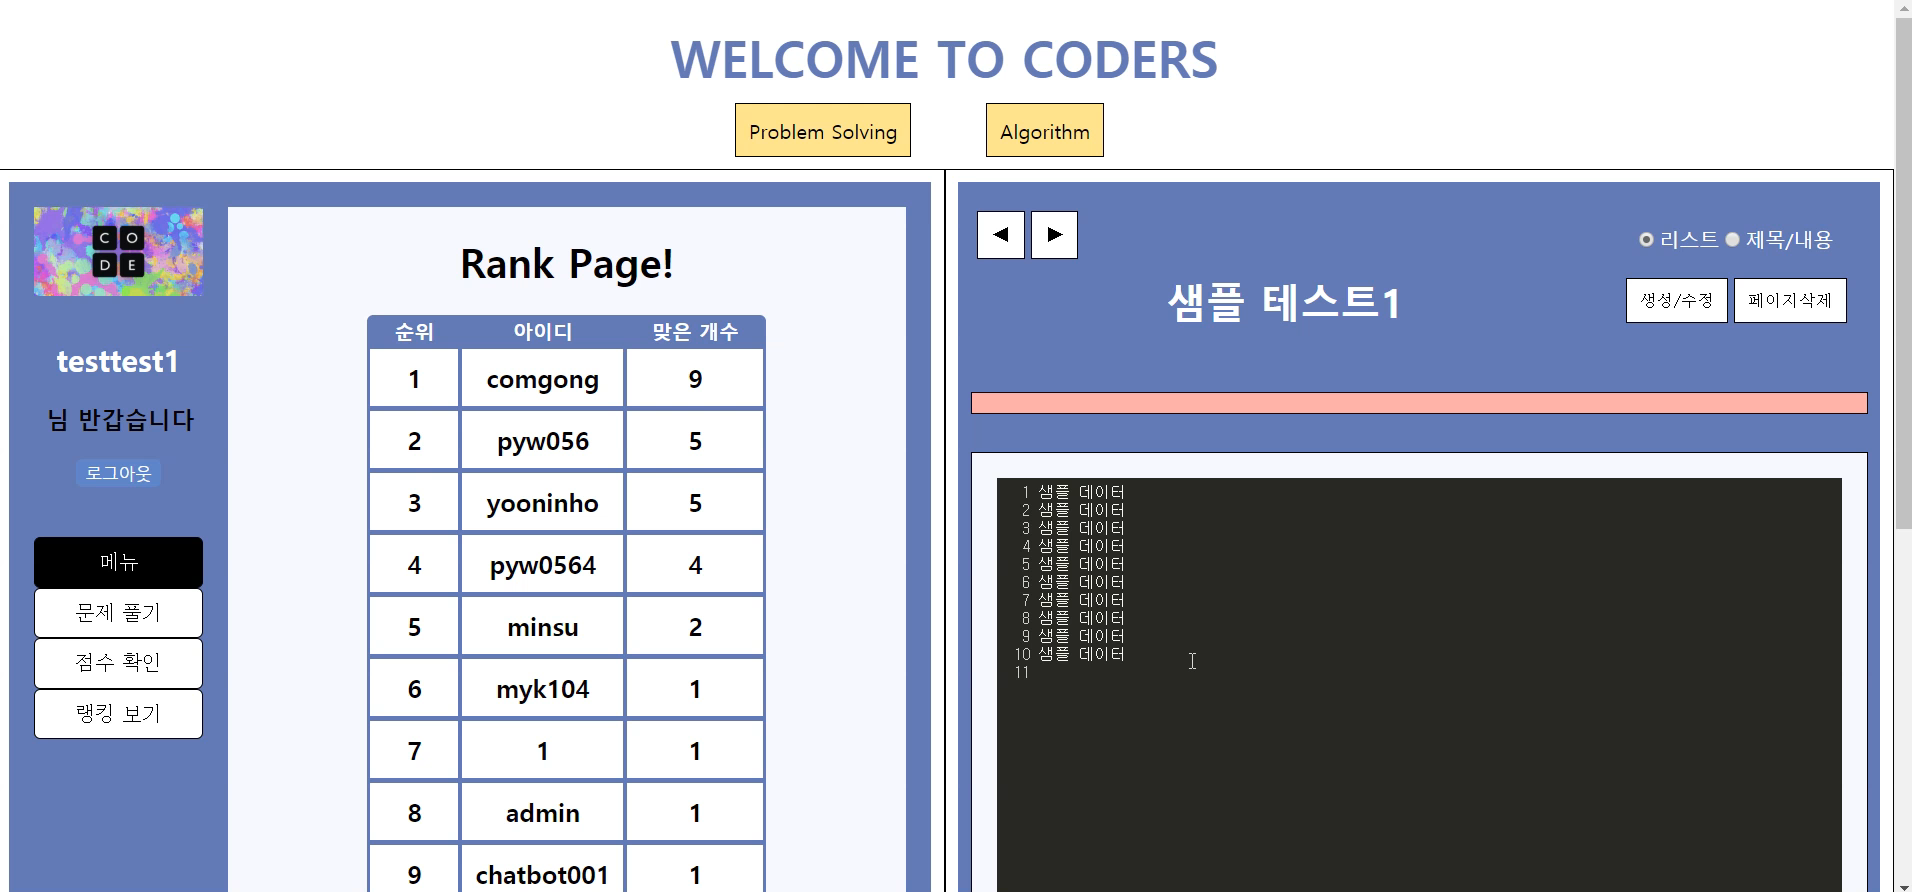 WELCOME TO CODERS
Problem Solving
Algorithm
C O
D E
testtest1
님 반갑습니다
로그아웃
메뉴
문제 풀기
점수 확인
랭킹 보기
Rank Page!
순위 아이디 맞은 개수
1 comgong 9
2 pyw056 5
3 yooninho 5
4 pyw0564 4
5 minsu 2
6 myk104 1
7 1 1
8 admin 1
9 chatbot001 1
◀ ▶
리스트 제목/내용
샘플 테스트1
생성/수정 페이지삭제
1 샘플 데이터
2 샘플 데이터
3 샘플 데이터
4 샘플 데이터
5 샘플 데이터
6 샘플 데이터
7 샘플 데이터
8 샘플 데이터
9 샘플 데이터
10 샘플 데이터
11